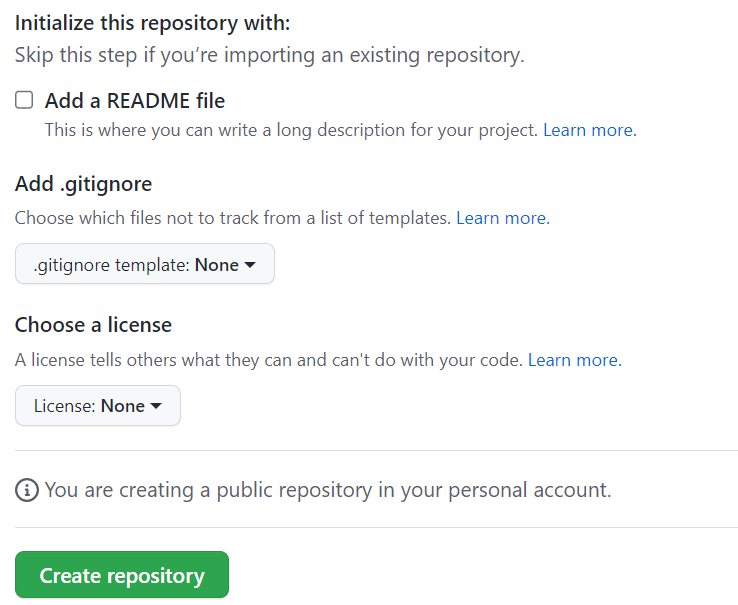 Initialize this repository with:
Skip this step if you’re importing an existing repository.
Add a README file
This is where you can write a long description for your project. Learn more.
Add .gitignore
Choose which files not to track from a list of templates. Learn more.
.gitignore template: None
Choose a license
A license tells others what they can and can't do with your code. Learn more.
License: None
You are creating a public repository in your personal account.
Create repository